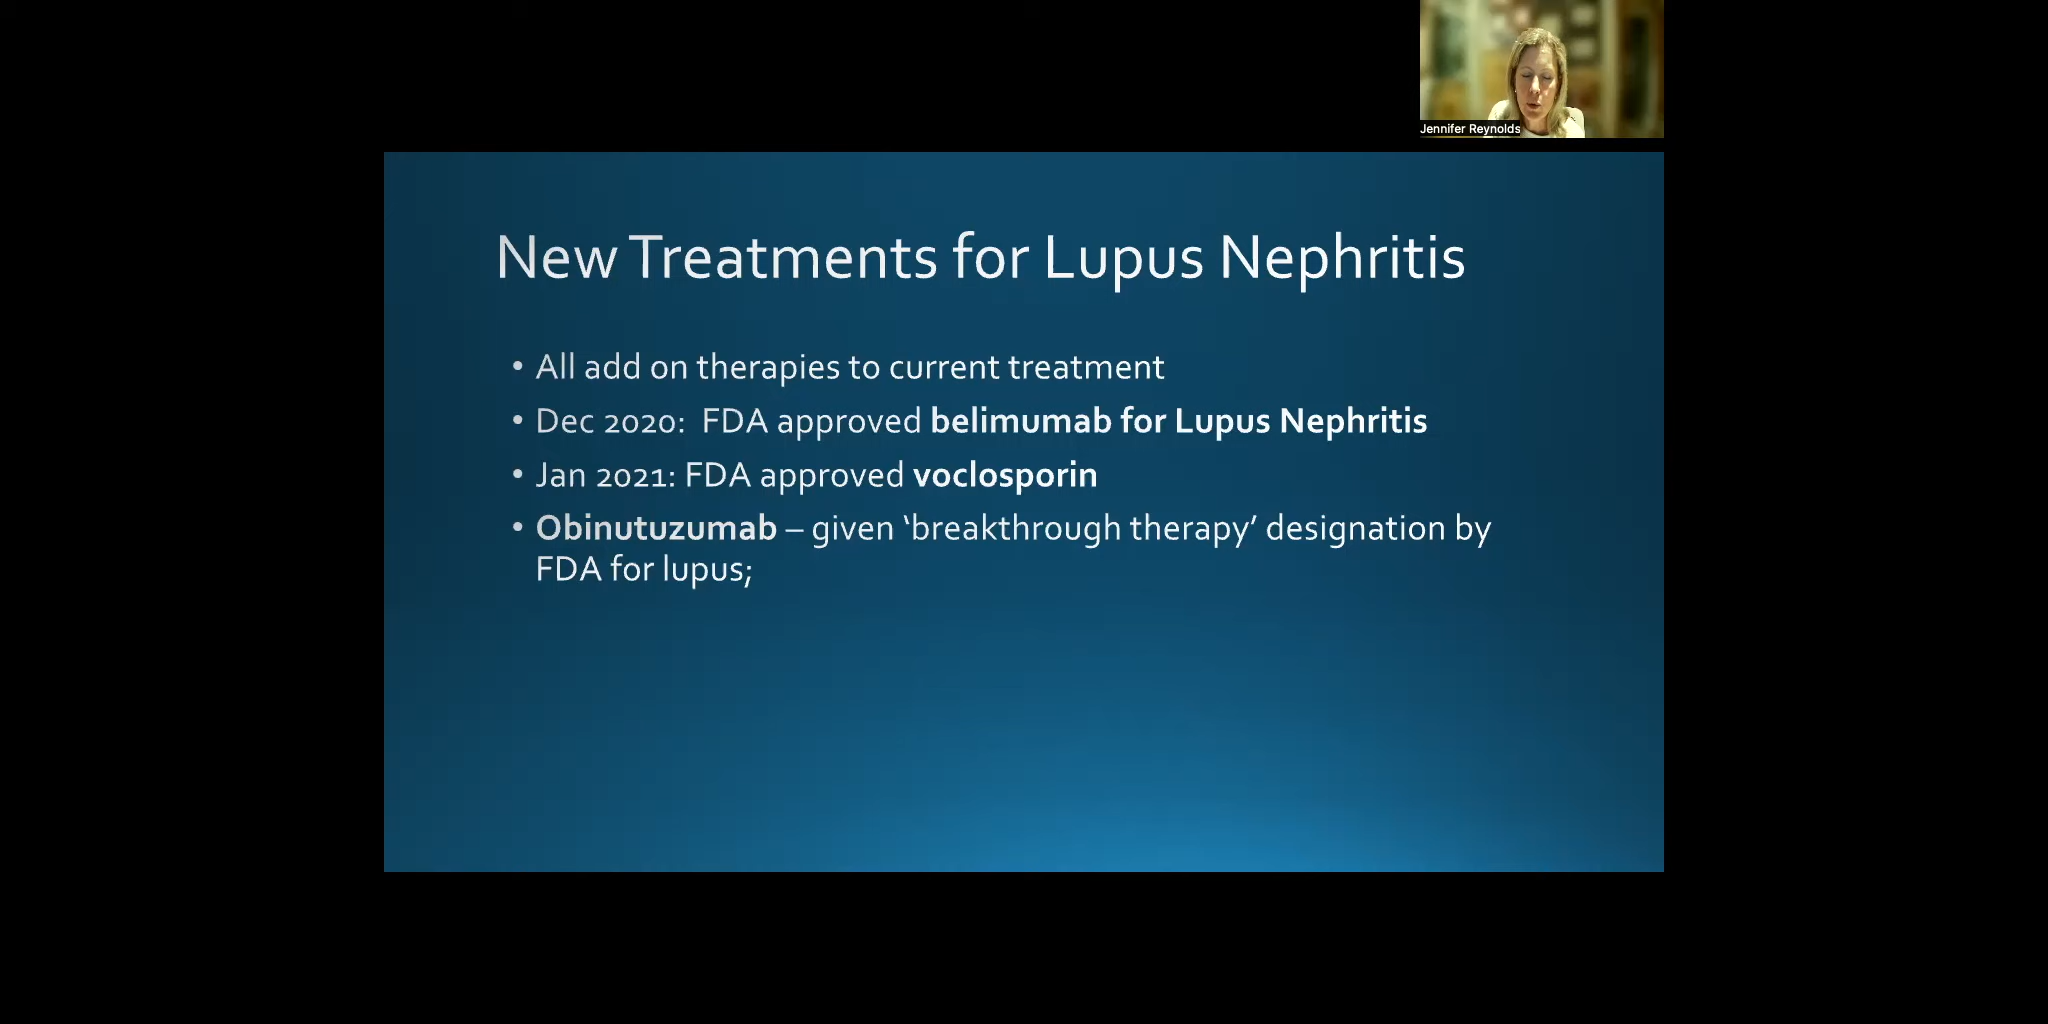 Jennifer Reynolds
New Treatments for Lupus Nephritis
• All add on therapies to current treatment
• Dec 2020:  FDA approved belimumab for Lupus Nephritis
• Jan 2021: FDA approved voclosporin
• Obinutuzumab – given ‘breakthrough therapy’ designation by
FDA for lupus;